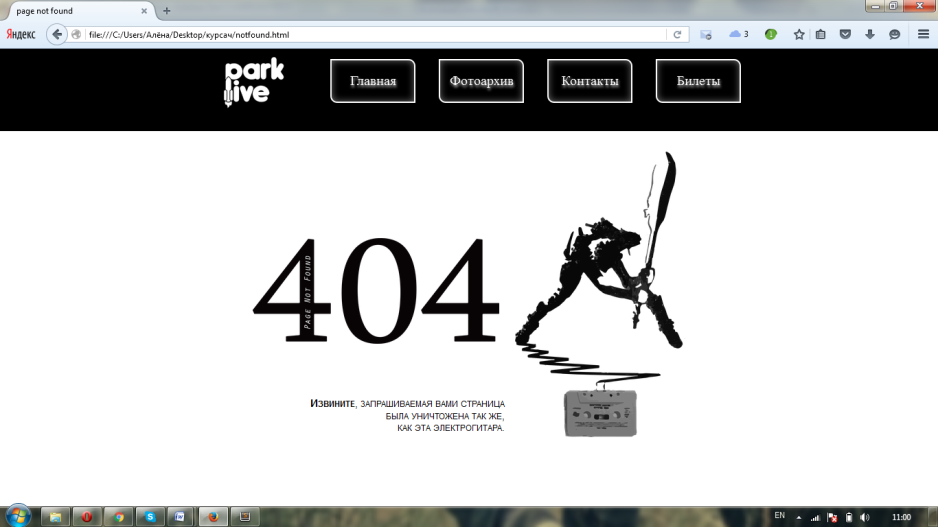 page not found
Яндекс
file:///C:/Users/Алёна/Desktop/курсач/notfound.html
3
1
park
live
Главная
Фотоархив
Контакты
Билеты
404
Page Not Found
Извините, запрашиваемая вами страница
была уничтожена так же,
как эта электрогитара.
EN
11:00